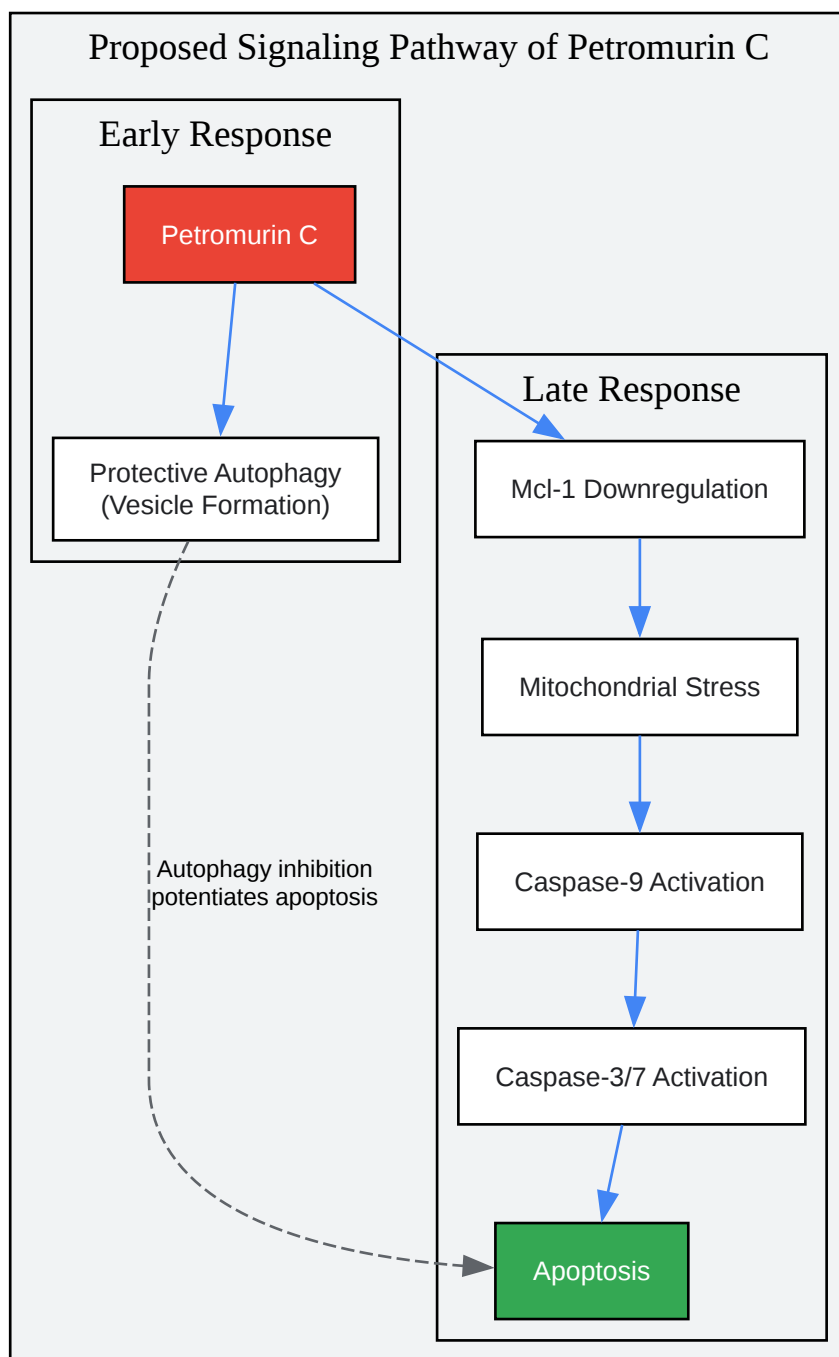 Proposed Signaling Pathway of Petromurin C
Early Response
Petromurin C
Protective Autophagy
(Vesicle Formation)
Late Response
Mcl-1 Downregulation
Mitochondrial Stress
Autophagy inhibition
potentiates apoptosis
Caspase-9 Activation
Caspase-3/7 Activation
Apoptosis